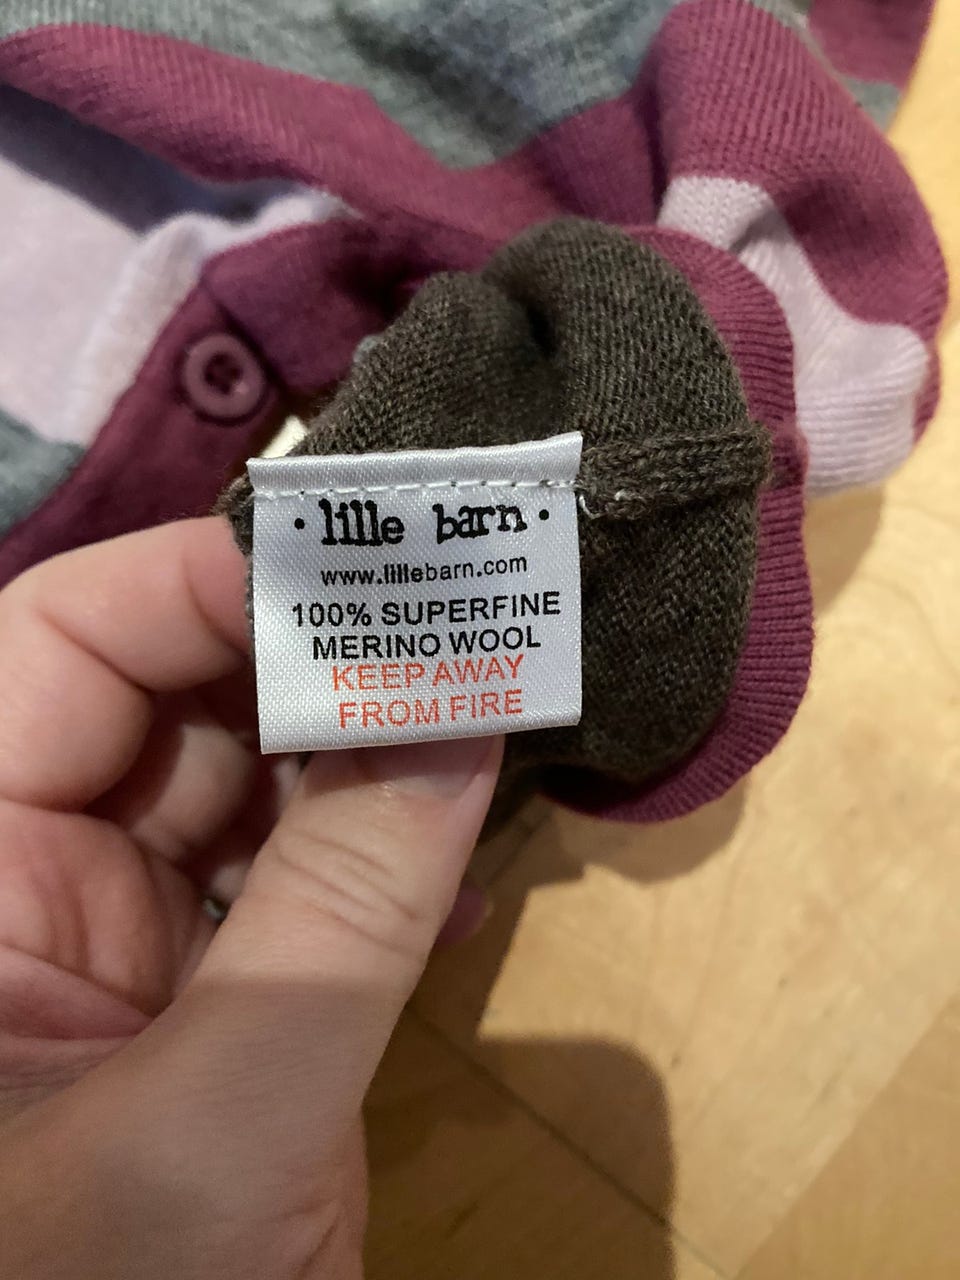 · lille barn ·
www.lillebarn.com
100% SUPERFINE
MERINO WOOL
KEEP AWAY
FROM FIRE